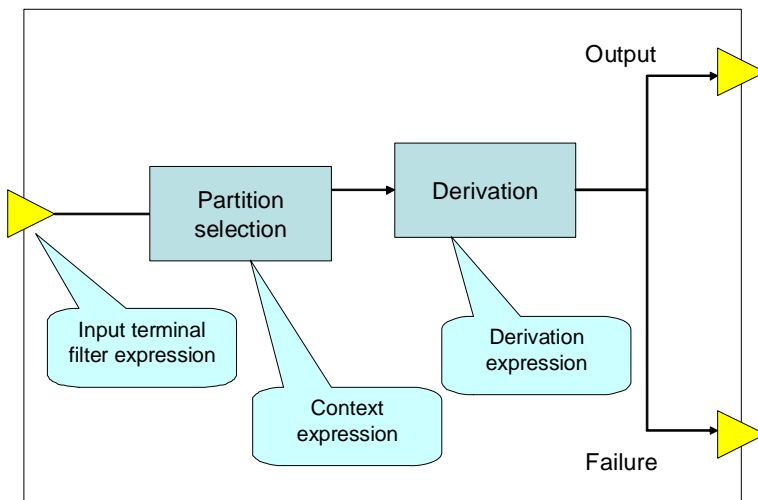 Output
Partition
selection
Derivation
Input terminal
filter expression
Derivation
expression
Context
expression
Failure